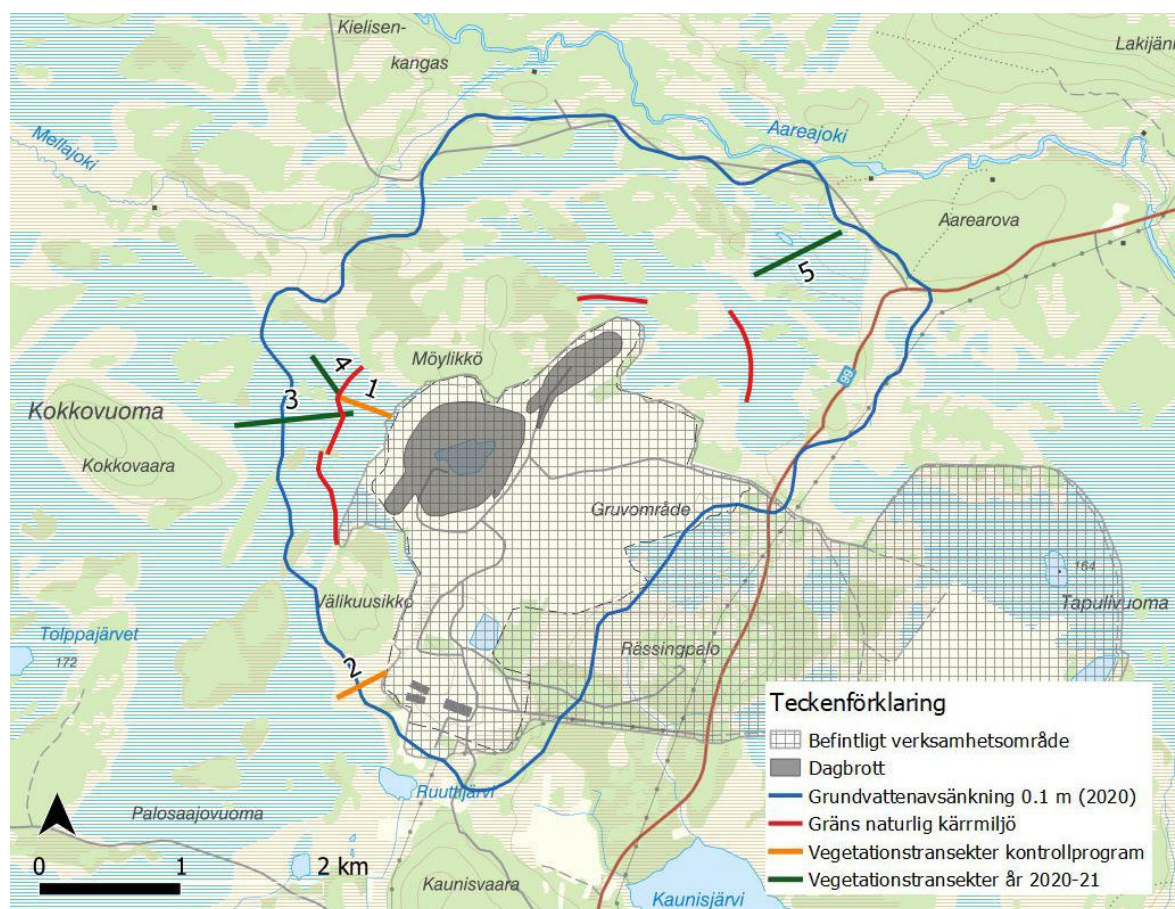 Kielisen-
kangas
Lakijän
Mellajoki
Aareajoki
Aarearova
5
Möylikkö
4
1
3
99
Kokkovuoma
Kokkovaara
Gruvområde
164
Tapulivuoma
Välikuusikko
Tolppajärvet
172
Rässingpalo
2
Teckenförklaring
Befintligt verksamhetsområde
Dagbrott
Grundvattenavsänkning 0.1 m (2020)
Gräns naturlig kärrmiljö
Vegetationstransekter kontrollprogram
Vegetationstransekter år 2020-21
Ruuttijärvi
Palosaajovuoma
0 1 2 km
Kaunisvaara
Kaunisjärvi